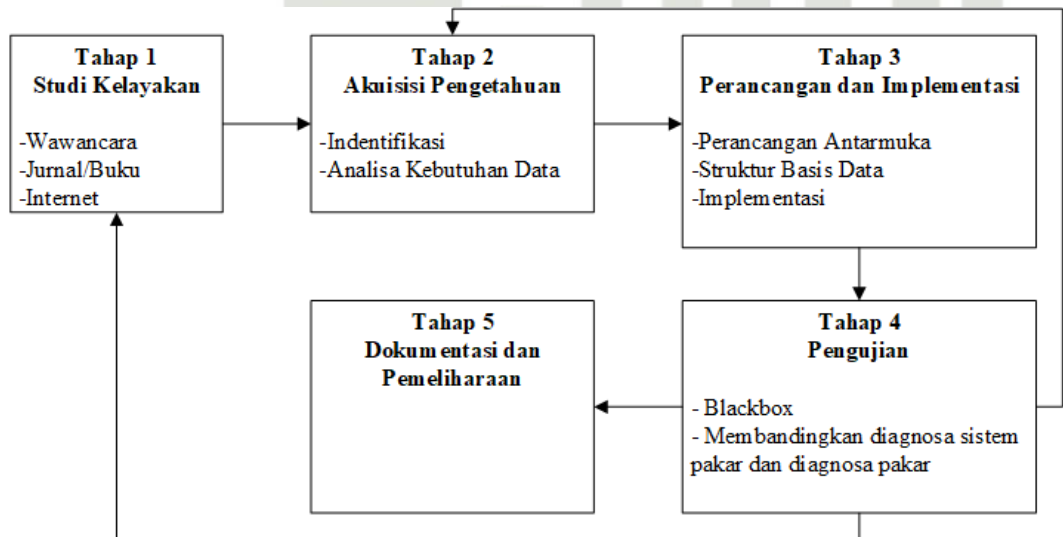 Tahap 1
Studi Kelayakan
-Wawancara
-Jurnal/Buku
-Internet
Tahap 2
Akuisisi Pengetahuan
-Indentifikasi
-Analisa Kebutuhan Data
Tahap 3
Perancangan dan Implementasi
-Perancangan Antarmuka
-Struktur Basis Data
-Implementasi
Tahap 4
Pengujian
- Blackbox
- Membandingkan diagnosa sistem
pakar dan diagnosa pakar
Tahap 5
Dokumentasi dan
Pemeliharaan